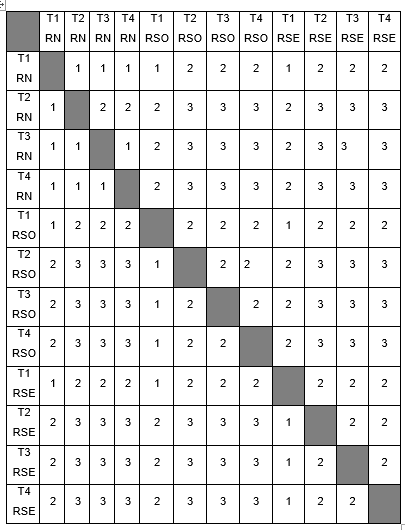 T1 T2 T3 T4 T1 T2 T3 T4 T1 T2 T3 T4
RN RN RN RN RSO RSO RSO RSO RSE RSE RSE RSE
T1
RN 1 1 1 1 2 2 2 1 2 2 2
T2
RN 1 2 2 2 3 3 3 2 3 3 3
T3
RN 1 1 1 2 3 3 3 2 3 3 3
T4
RN 1 1 1 2 3 3 3 2 3 3 3
T1
RSO 1 2 2 2 2 2 2 1 2 2 2
T2
RSO 2 3 3 3 1 2 2 2 3 3 3
T3
RSO 2 3 3 3 1 2 2 2 3 3 3
T4
RSO 2 3 3 3 1 2 2 2 3 3 3
T1
RSE 1 2 2 2 1 2 2 2 2 2 2
T2
RSE 2 3 3 3 2 3 3 3 1 2 2
T3
RSE 2 3 3 3 2 3 3 3 1 2 2
T4
RSE 2 3 3 3 2 3 3 3 1 2 2